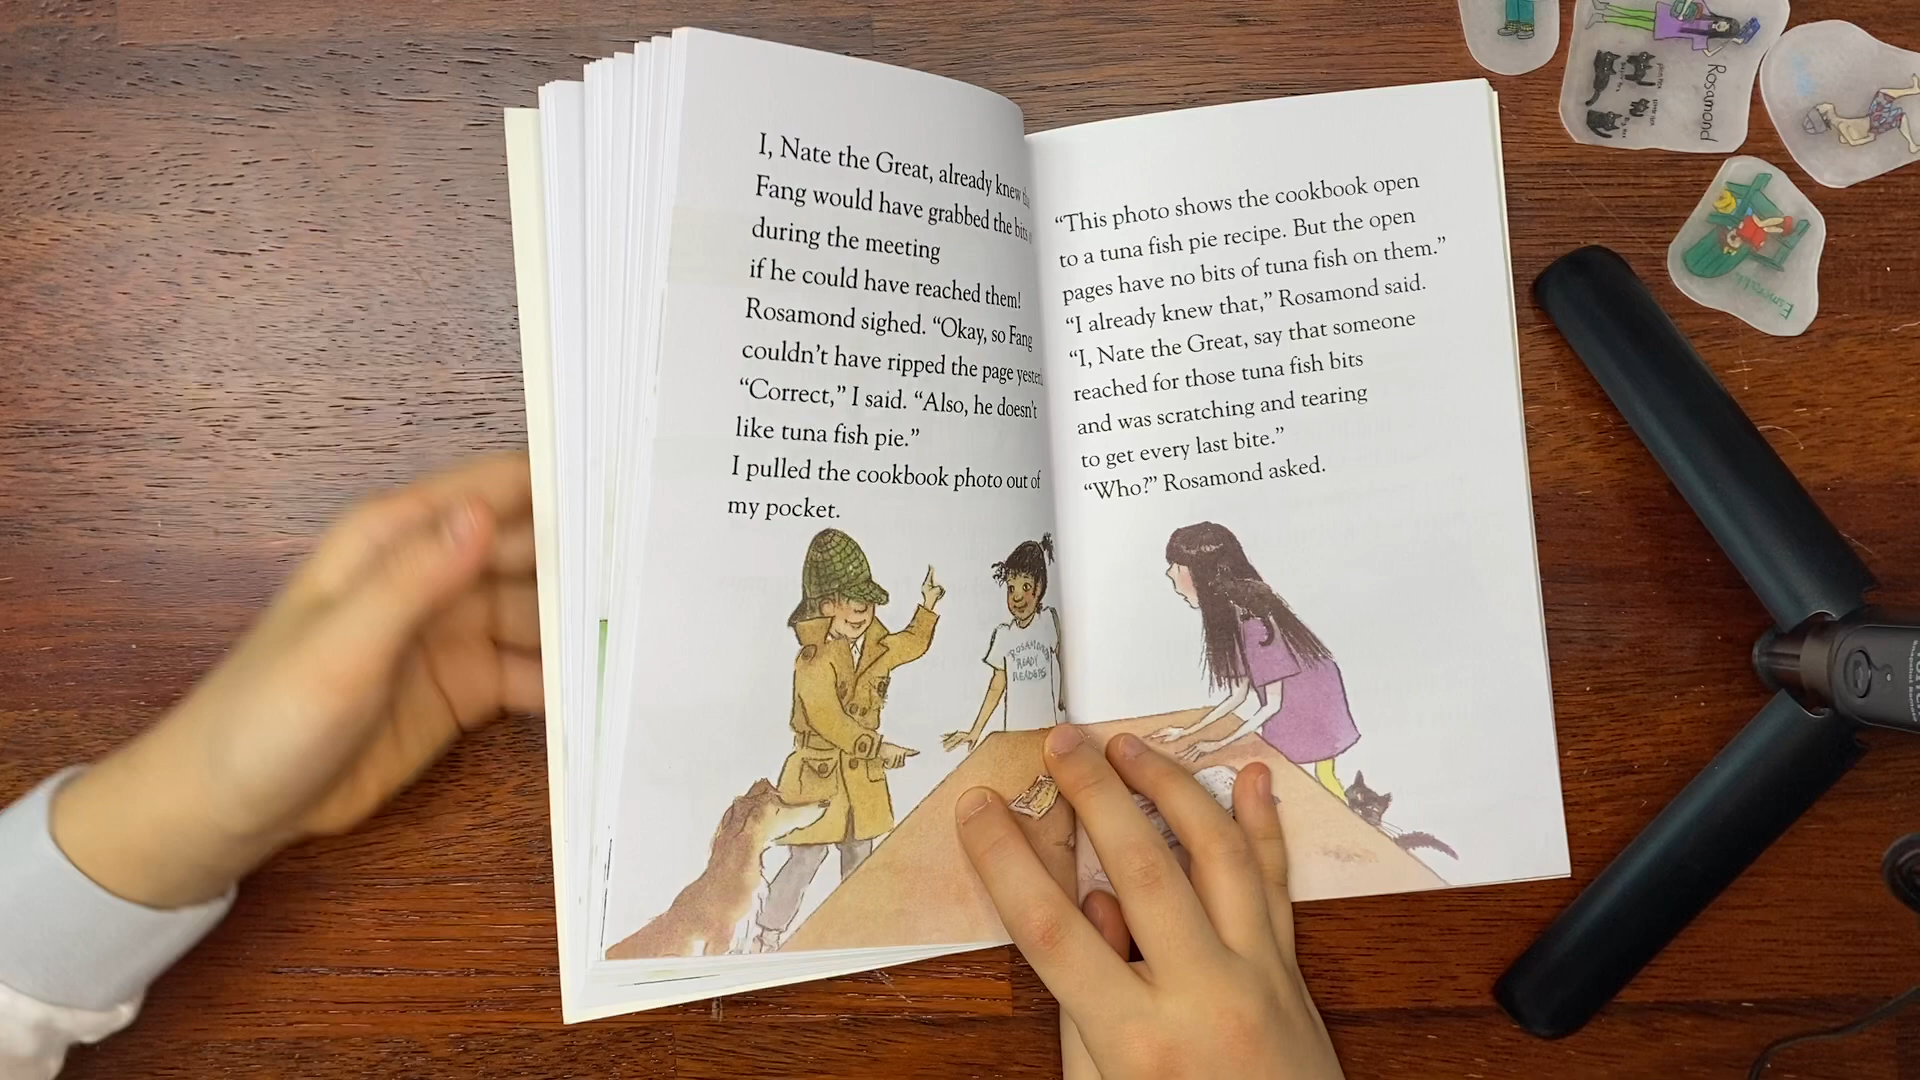 I, Nate the Great, already knew
Fang would have grabbed the bits
during the meeting
if he could have reached them!
Rosamond sighed. “Okay, so Fang
couldn’t have ripped the page
“Correct,” I said. “Also, he doesn’t
like tuna fish pie.”
I pulled the cookbook photo out of
my pocket.
ROSAMOND
READY
READERS
“This photo shows the cookbook open
to a tuna fish pie recipe. But the open
pages have no bits of tuna fish on them.”
“I already knew that,” Rosamond said.
“I, Nate the Great, say that someone
reached for those tuna fish bits
and was scratching and tearing
to get every last bite.”
“Who?” Rosamond asked.
Rosamond
Esmeralda